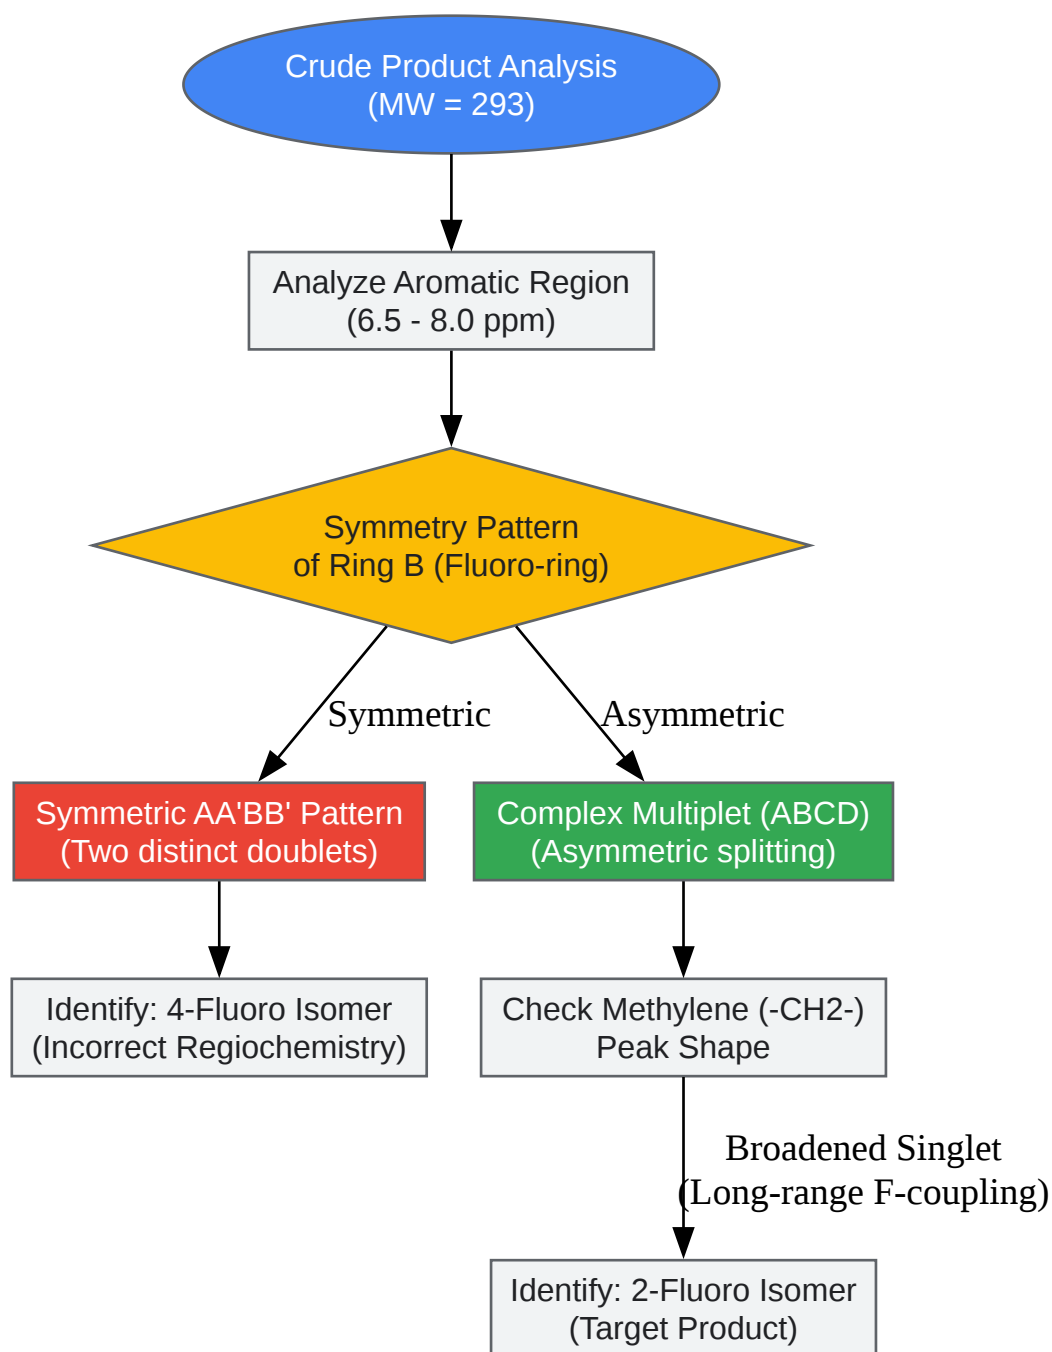 Crude Product Analysis
(MW = 293)
Analyze Aromatic Region
(6.5 - 8.0 ppm)
Symmetry Pattern
of Ring B (Fluoro-ring)
Symmetric
Asymmetric
Symmetric AA'BB' Pattern
(Two distinct doublets)
Complex Multiplet (ABCD)
(Asymmetric splitting)
Identify: 4-Fluoro Isomer
(Incorrect Regiochemistry)
Check Methylene (-CH2-)
Peak Shape
Broadened Singlet
(Long-range F-coupling)
Identify: 2-Fluoro Isomer
(Target Product)